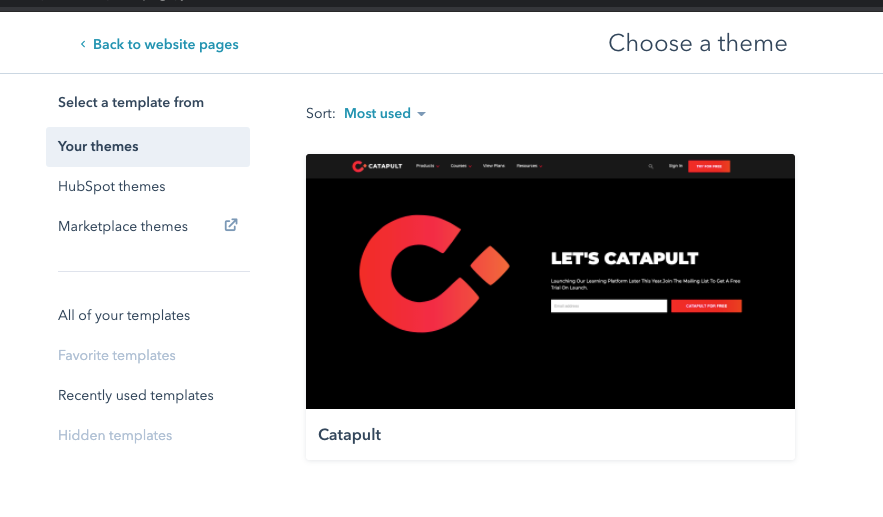 Back to website pages
Choose a theme
Select a template from
Your themes
HubSpot themes
Marketplace themes
All of your templates
Favorite templates
Recently used templates
Hidden templates
Sort: Most used
CATAPULT Products Courses View Plans Resources Sign In TRY FOR FREE
LET'S CATAPULT
Launching Our Learning Platform Later This Year.Join The Mailing List To Get A Free
Trial On Launch.
Email address CATAPULT FOR FREE
Catapult